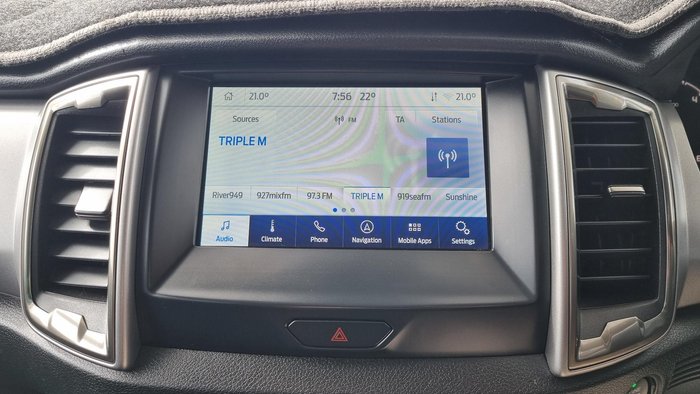 21.0° 7:56 22° 21.0°
Sources FM TA Stations
TRIPLE M
River949 927mixfm 97.3 FM TRIPLE M 919seafm Sunshine
Audio Climate Phone Navigation Mobile Apps Settings